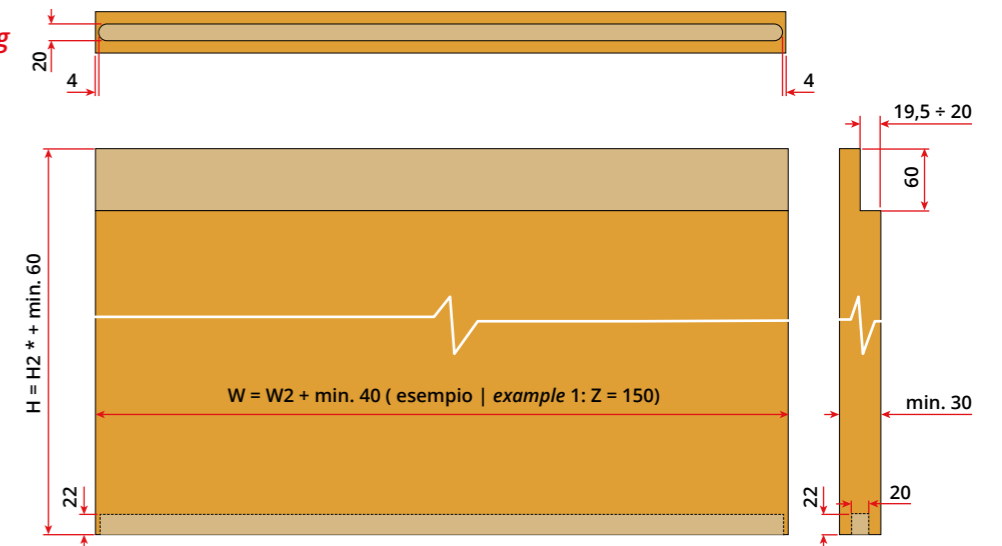 g
20
4
4
19,5 ÷ 20
60
H = H2 * + min. 60
W = W2 + min. 40 ( esempio | example 1: Z = 150)
min. 30
22
22
20